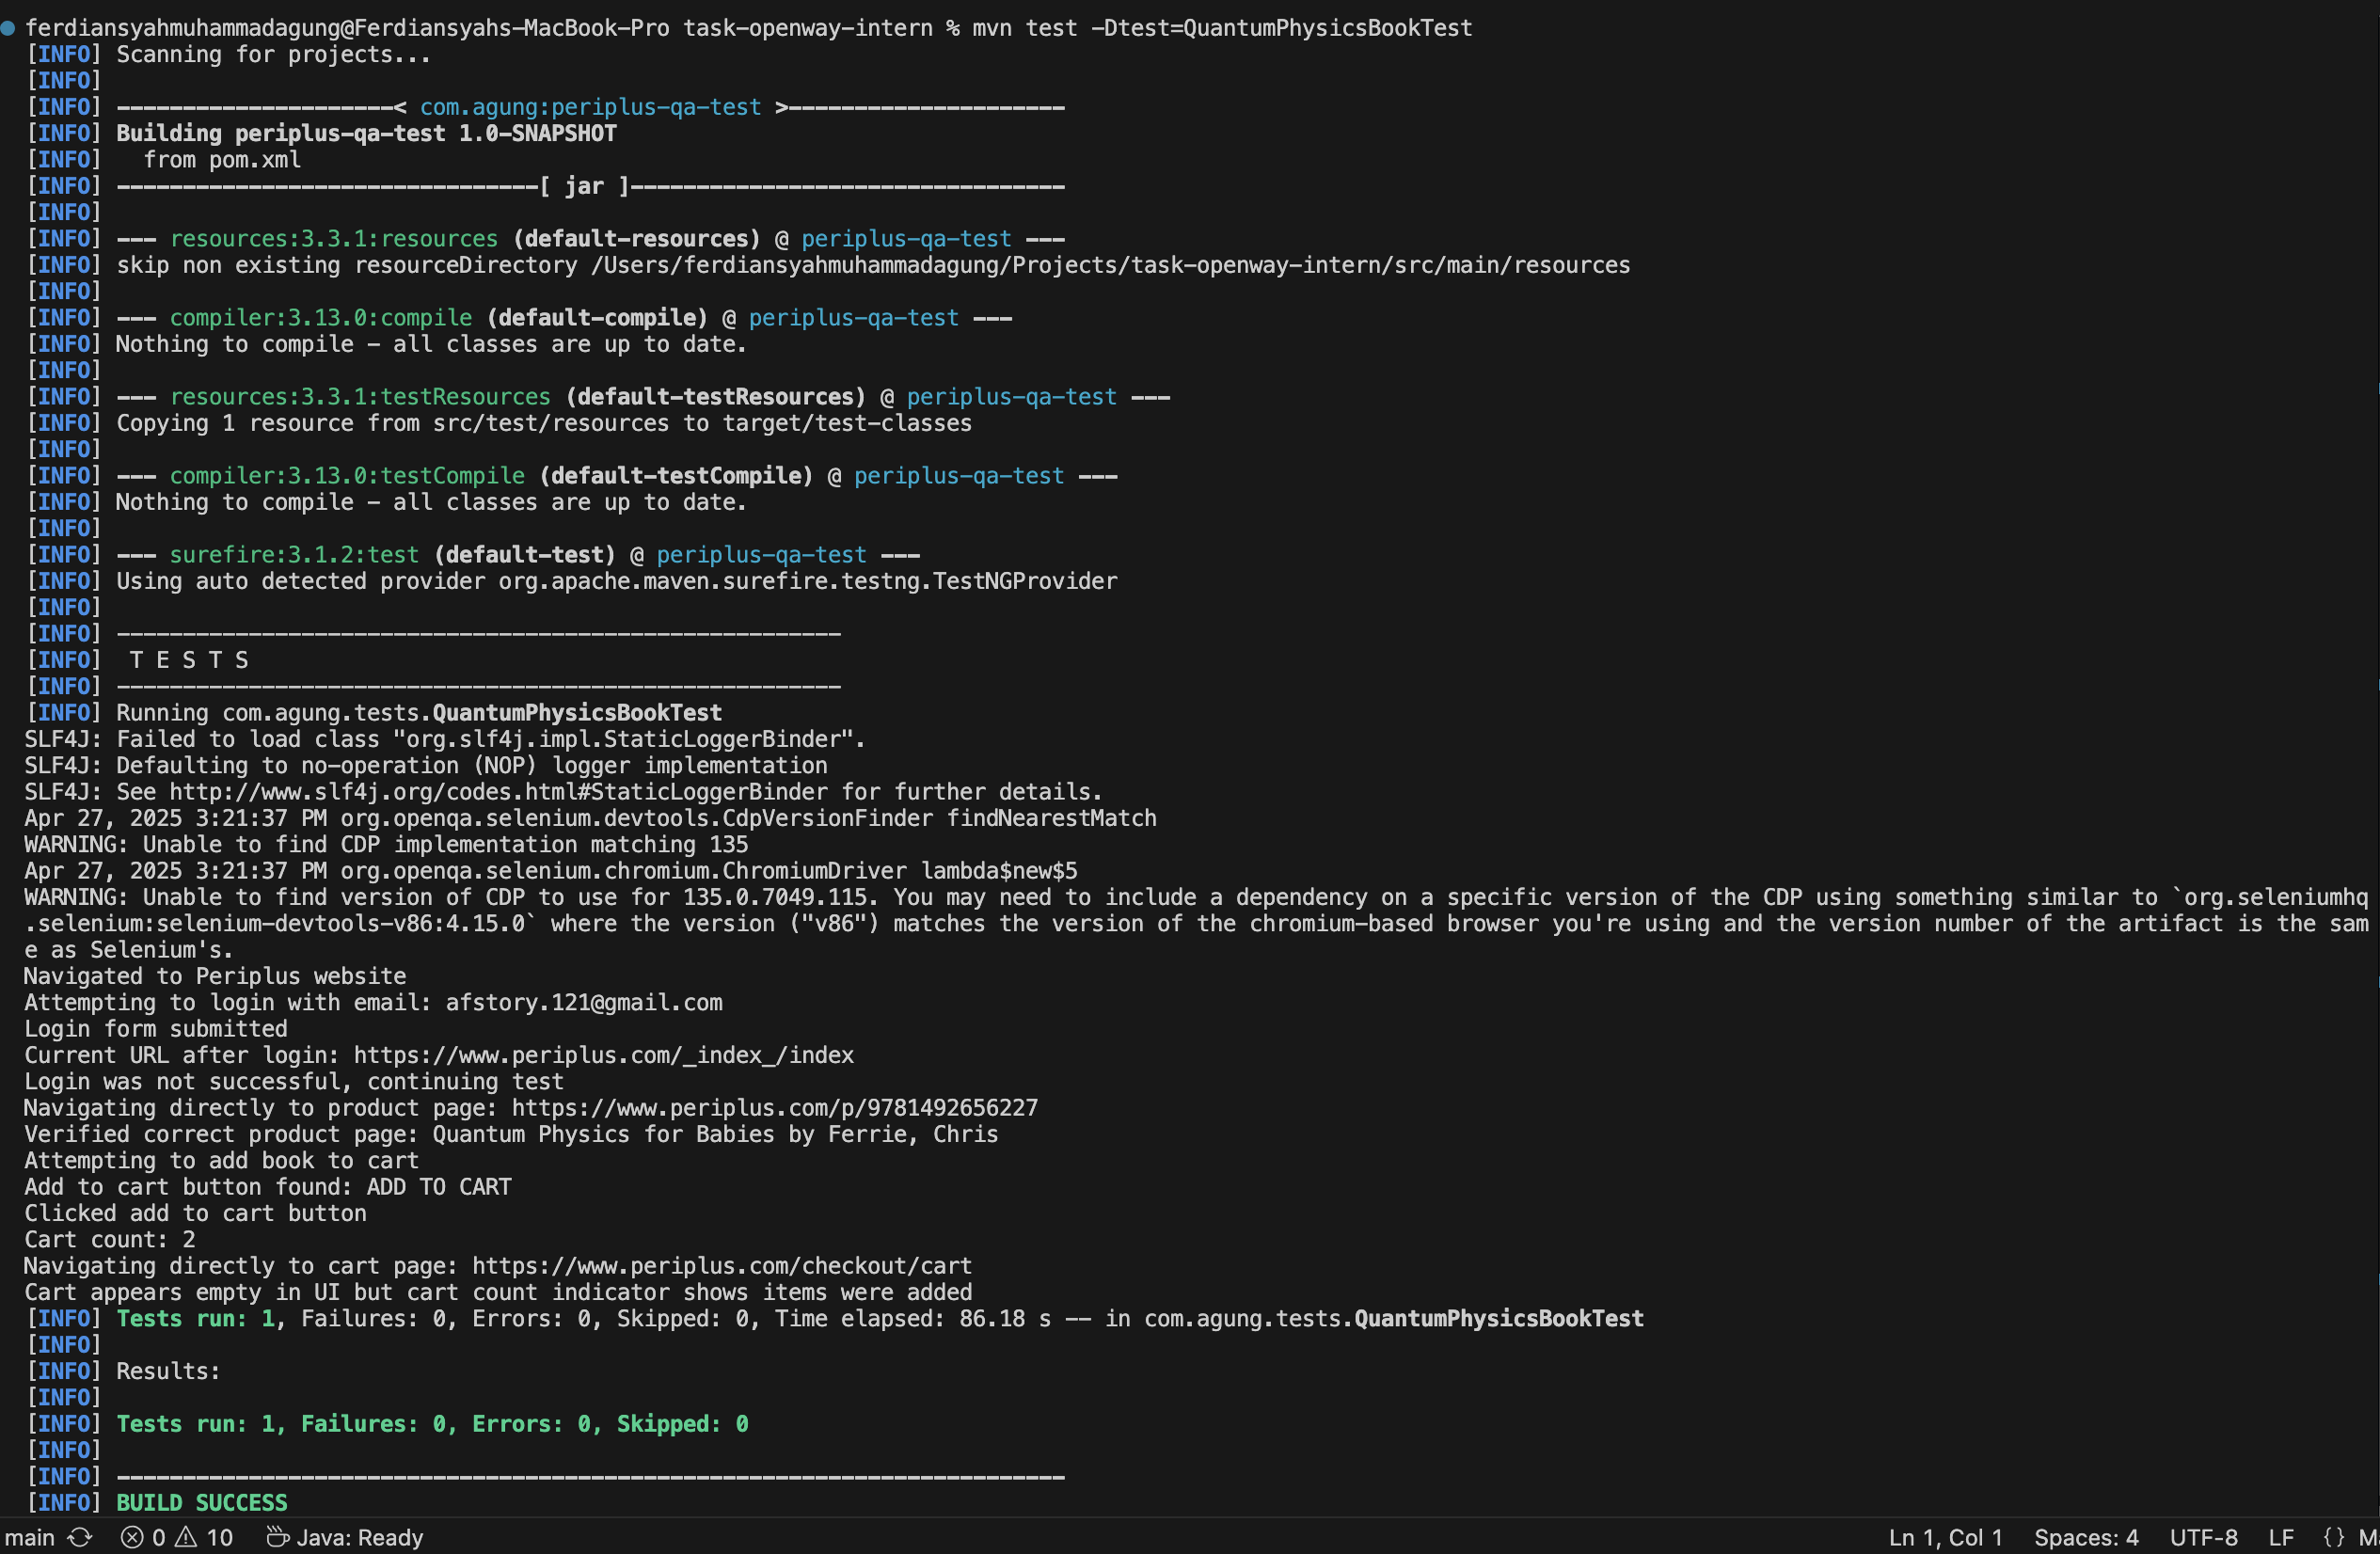 ferdiansyahmuhammadagung@Ferdiansyahs-MacBook-Pro task-openway-intern % mvn test -Dtest=QuantumPhysicsBookTest
[INFO] Scanning for projects...
[INFO]
[INFO] ---------------------< com.agung:periplus-qa-test >---------------------
[INFO] Building periplus-qa-test 1.0-SNAPSHOT
[INFO]   from pom.xml
[INFO] --------------------------------[ jar ]---------------------------------
[INFO]
[INFO] --- resources:3.3.1:resources (default-resources) @ periplus-qa-test ---
[INFO] skip non existing resourceDirectory /Users/ferdiansyahmuhammadagung/Projects/task-openway-intern/src/main/resources
[INFO]
[INFO] --- compiler:3.13.0:compile (default-compile) @ periplus-qa-test ---
[INFO] Nothing to compile - all classes are up to date.
[INFO]
[INFO] --- resources:3.3.1:testResources (default-testResources) @ periplus-qa-test ---
[INFO] Copying 1 resource from src/test/resources to target/test-classes
[INFO]
[INFO] --- compiler:3.13.0:testCompile (default-testCompile) @ periplus-qa-test ---
[INFO] Nothing to compile - all classes are up to date.
[INFO]
[INFO] --- surefire:3.1.2:test (default-test) @ periplus-qa-test ---
[INFO] Using auto detected provider org.apache.maven.surefire.testng.TestNGProvider
[INFO]
[INFO] -------------------------------------------------------
[INFO]  T E S T S
[INFO] -------------------------------------------------------
[INFO] Running com.agung.tests.QuantumPhysicsBookTest
SLF4J: Failed to load class "org.slf4j.impl.StaticLoggerBinder".
SLF4J: Defaulting to no-operation (NOP) logger implementation
SLF4J: See http://www.slf4j.org/codes.html#StaticLoggerBinder for further details.
Apr 27, 2025 3:21:37 PM org.openqa.selenium.devtools.CdpVersionFinder findNearestMatch
WARNING: Unable to find CDP implementation matching 135
Apr 27, 2025 3:21:37 PM org.openqa.selenium.chromium.ChromiumDriver lambda$new$5
WARNING: Unable to find version of CDP to use for 135.0.7049.115. You may need to include a dependency on a specific version of the CDP using something similar to `org.seleniumhq
.selenium:selenium-devtools-v86:4.15.0` where the version ("v86") matches the version of the chromium-based browser you're using and the version number of the artifact is the sam
e as Selenium's.
Navigated to Periplus website
Attempting to login with email: afstory.121@gmail.com
Login form submitted
Current URL after login: https://www.periplus.com/_index_/index
Login was not successful, continuing test
Navigating directly to product page: https://www.periplus.com/p/9781492656227
Verified correct product page: Quantum Physics for Babies by Ferrie, Chris
Attempting to add book to cart
Add to cart button found: ADD TO CART
Clicked add to cart button
Cart count: 2
Navigating directly to cart page: https://www.periplus.com/checkout/cart
Cart appears empty in UI but cart count indicator shows items were added
[INFO] Tests run: 1, Failures: 0, Errors: 0, Skipped: 0, Time elapsed: 86.18 s -- in com.agung.tests.QuantumPhysicsBookTest
[INFO]
[INFO] Results:
[INFO]
[INFO] Tests run: 1, Failures: 0, Errors: 0, Skipped: 0
[INFO]
[INFO] ------------------------------------------------------------------------
[INFO] BUILD SUCCESS
main 0 10 Java: Ready Ln 1, Col 1 Spaces: 4 UTF-8 LF {}